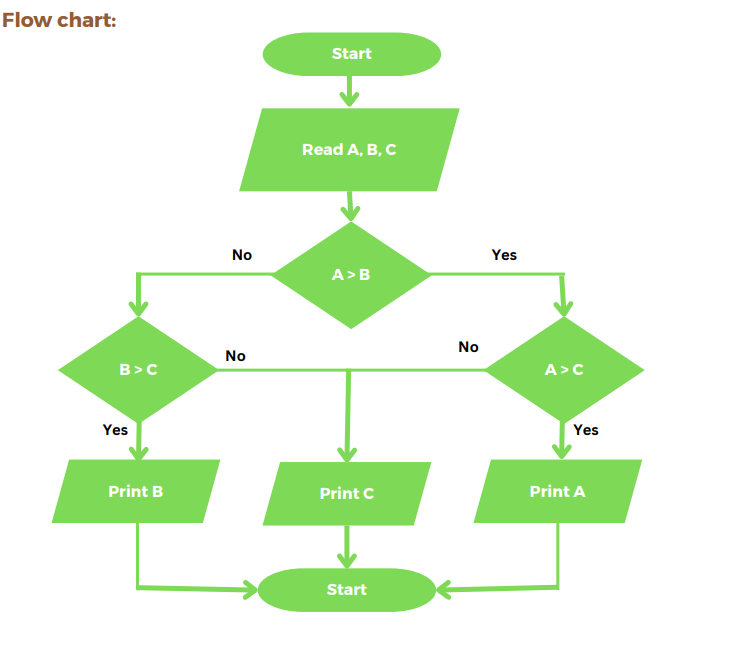 Flow chart:
Start
Read A, B, C
No
Yes
A > B
No
No
B > C
A > C
Yes
Yes
Print B
Print C
Print A
Start